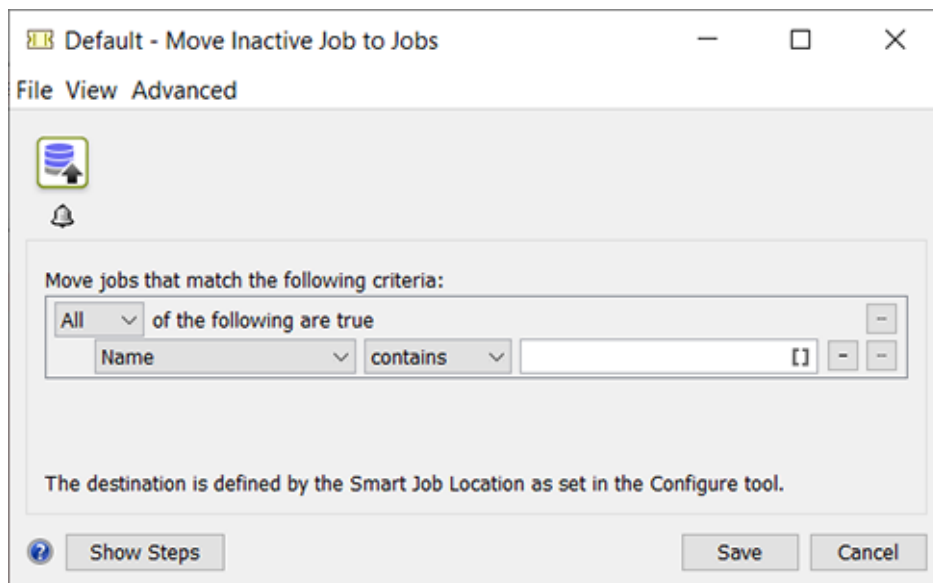 Default - Move Inactive Job to Jobs
File View Advanced
Move jobs that match the following criteria:
All of the following are true
Name contains []
The destination is defined by the Smart Job Location as set in the Configure tool.
Show Steps Save Cancel